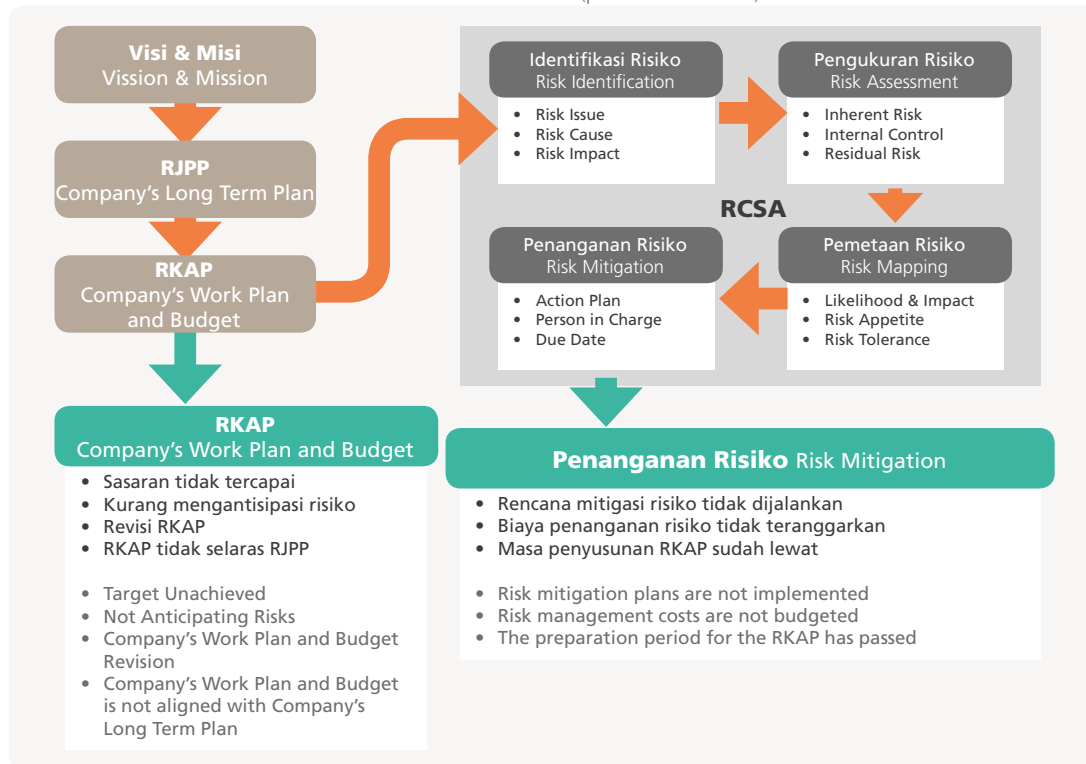 Visi & Misi
Vission & Mission
RJPP
Company's Long Term Plan
RKAP
Company's Work Plan
and Budget
Identifikasi Risiko
Risk Identification
• Risk Issue
• Risk Cause
• Risk Impact
Pengukuran Risiko
Risk Assessment
• Inherent Risk
• Internal Control
• Residual Risk
RCSA
Penanganan Risiko
Risk Mitigation
• Action Plan
• Person in Charge
• Due Date
Pemetaan Risiko
Risk Mapping
• Likelihood & Impact
• Risk Appetite
• Risk Tolerance
RKAP
Company's Work Plan and Budget
• Sasaran tidak tercapai
• Kurang mengantisipasi risiko
• Revisi RKAP
• RKAP tidak selaras RJPP
• Target Unachieved
• Not Anticipating Risks
• Company's Work Plan and Budget
Revision
• Company's Work Plan and Budget
is not aligned with Company's
Long Term Plan
Penanganan Risiko Risk Mitigation
• Rencana mitigasi risiko tidak dijalankan
• Biaya penanganan risiko tidak teranggarkan
• Masa penyusunan RKAP sudah lewat
• Risk mitigation plans are not implemented
• Risk management costs are not budgeted
• The preparation period for the RKAP has passed